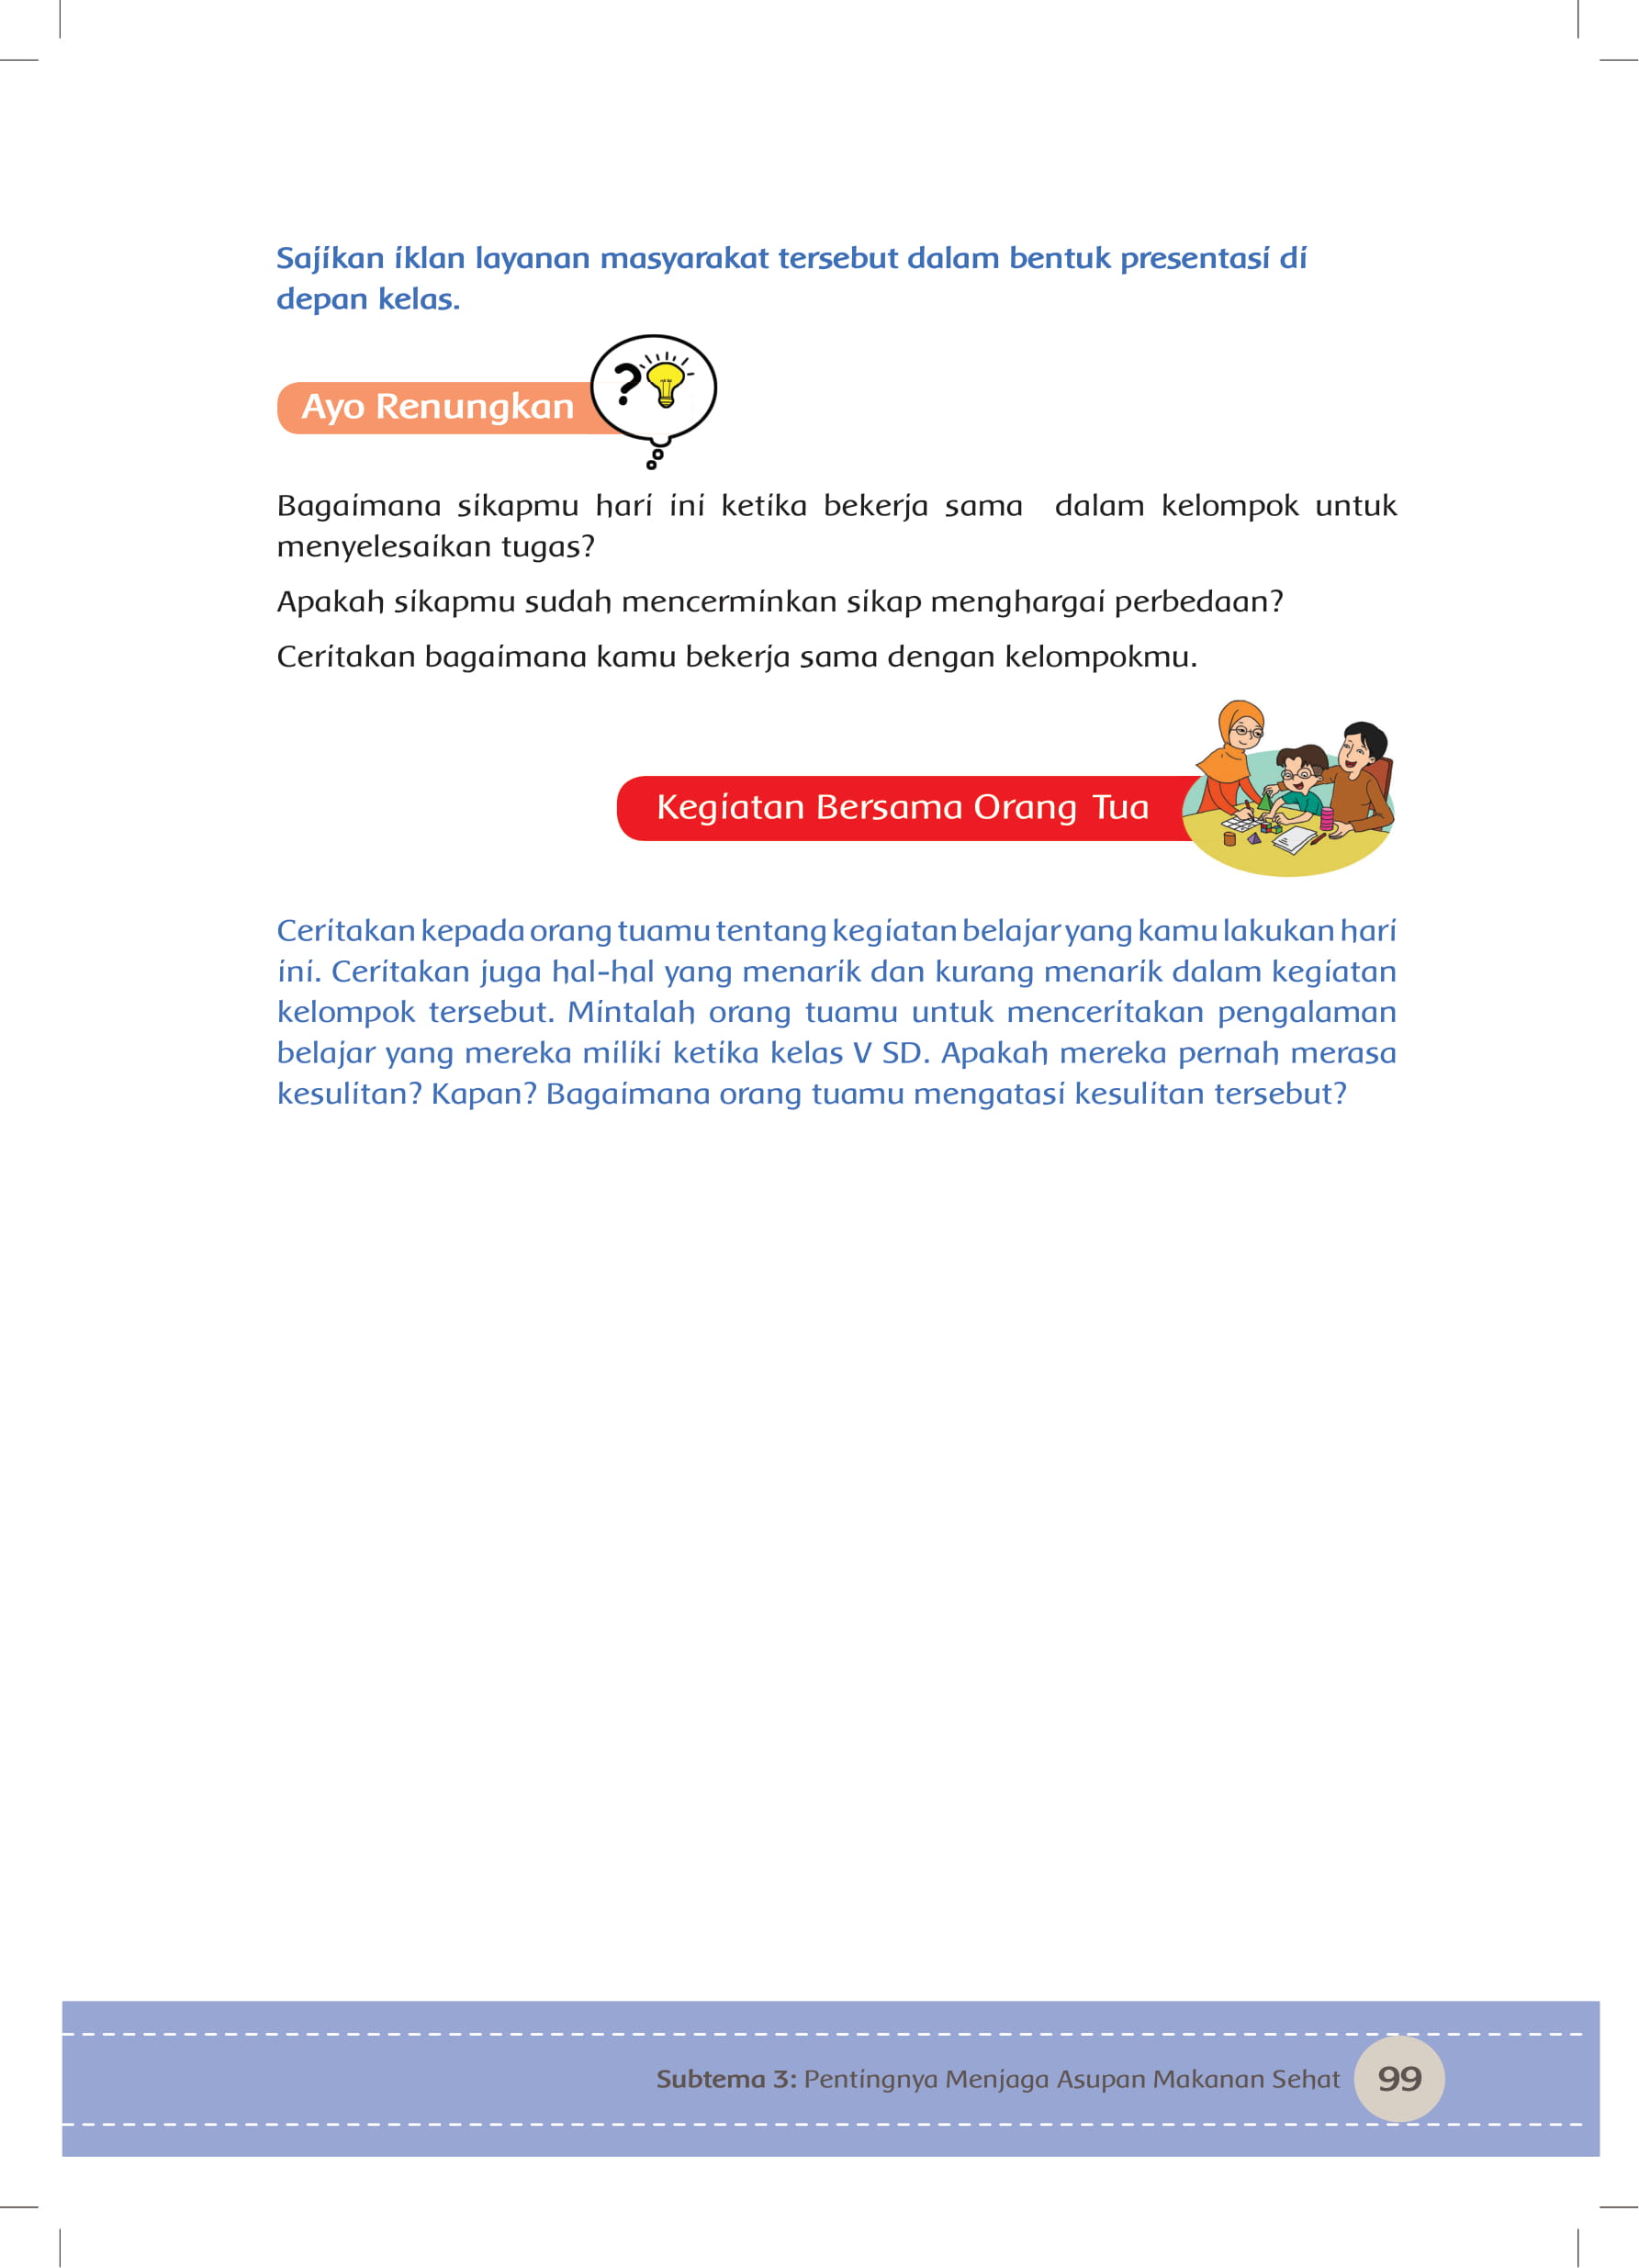 Sajikan iklan layanan masyarakat tersebut dalam bentuk presentasi di
depan kelas.
Ayo Renungkan
?
Bagaimana sikapmu hari ini ketika bekerja sama dalam kelompok untuk
menyelesaikan tugas?
Apakah sikapmu sudah mencerminkan sikap menghargai perbedaan?
Ceritakan bagaimana kamu bekerja sama dengan kelompokmu.
Kegiatan Bersama Orang Tua
Ceritakan kepada orang tuamu tentang kegiatan belajar yang kamu lakukan hari
ini. Ceritakan juga hal-hal yang menarik dan kurang menarik dalam kegiatan
kelompok tersebut. Mintalah orang tuamu untuk menceritakan pengalaman
belajar yang mereka miliki ketika kelas V SD. Apakah mereka pernah merasa
kesulitan? Kapan? Bagaimana orang tuamu mengatasi kesulitan tersebut?
Subtema 3: Pentingnya Menjaga Asupan Makanan Sehat 99